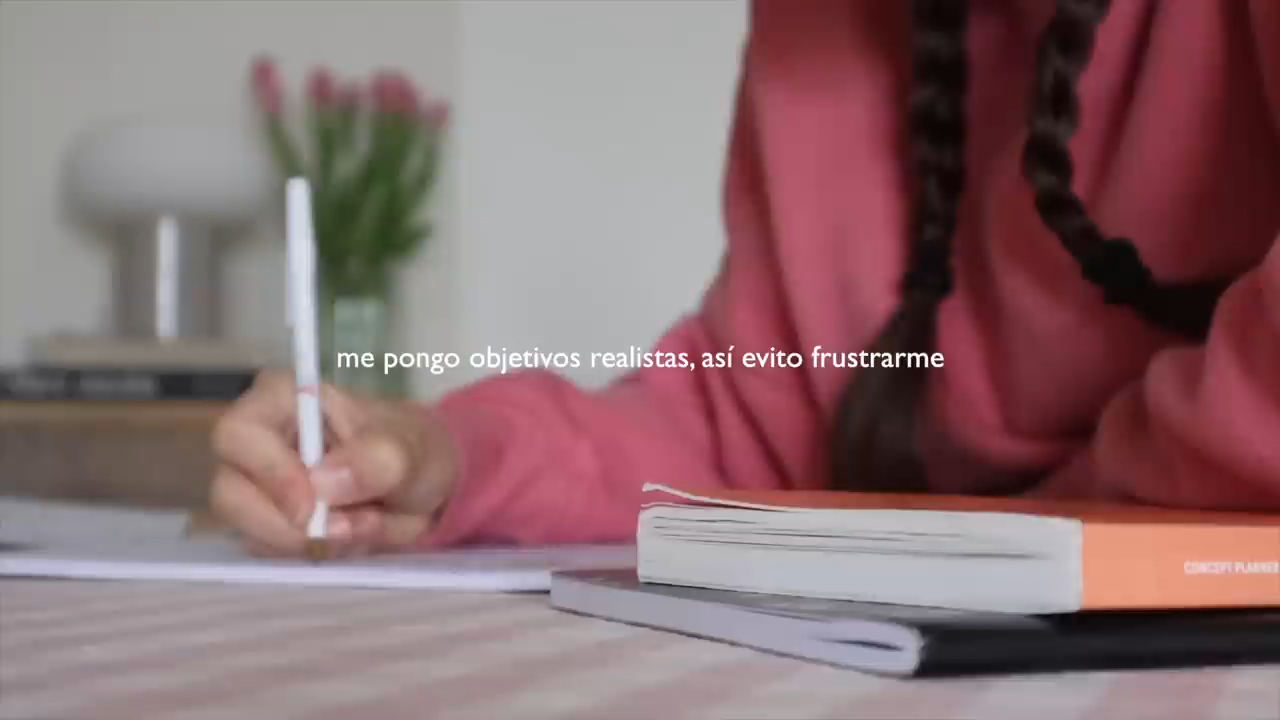 me pongo objetivos realistas, así evito frustrarme
CONCEPT PLANNER